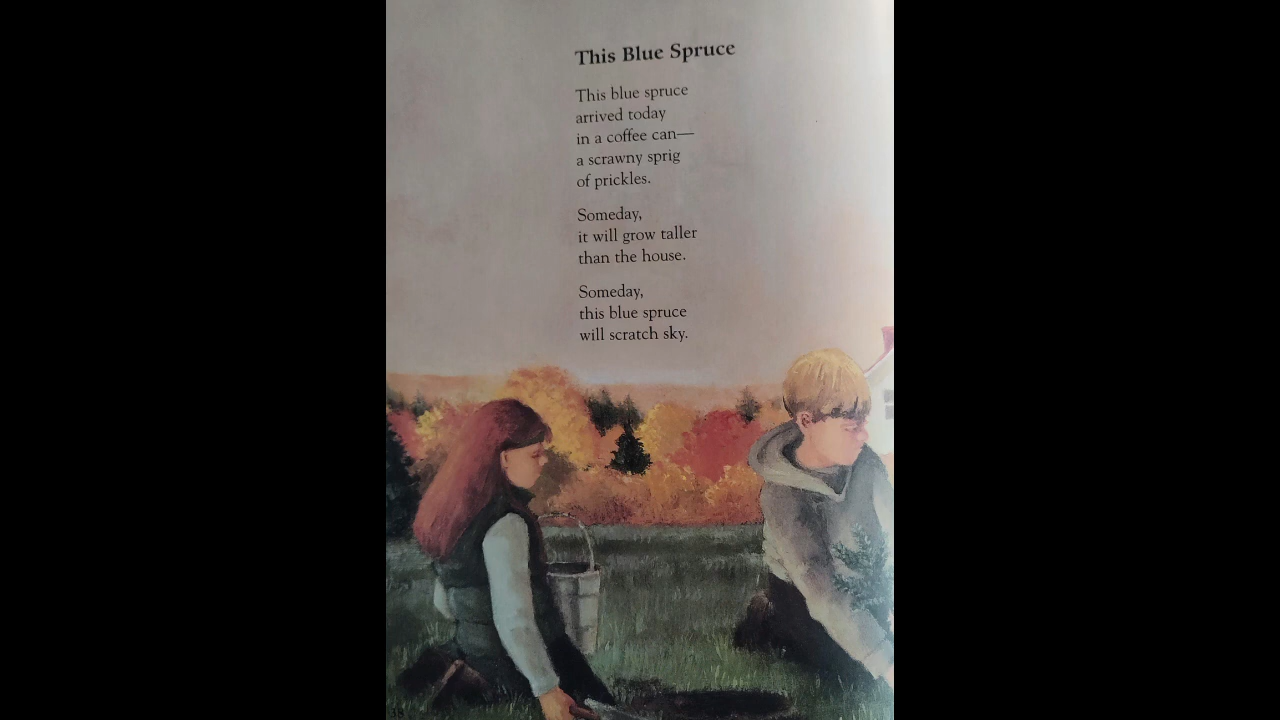 This Blue Spruce
This blue spruce
arrived today
in a coffee can—
a scrawny sprig
of prickles.
Someday,
it will grow taller
than the house.
Someday,
this blue spruce
will scratch sky.